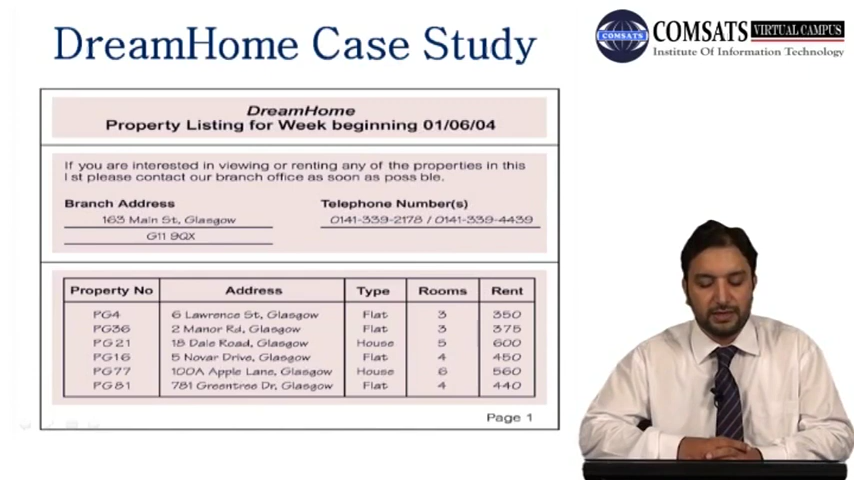 DreamHome Case Study
COMSATS
COMSATS VIRTUAL CAMPUS
Institute Of Information Technology
DreamHome
Property Listing for Week beginning 01/06/04
If you are interested in viewing or renting any of the properties in this
l st please contact our branch office as soon as poss ble.
Branch Address Telephone Number(s)
163 Main St, Glasgow 0141-339-2178 / 0141-339-4439
G11 9QX
Property No Address Type Rooms Rent
PG4 6 Lawrence St, Glasgow Flat 3 350
PG36 2 Manor Rd, Glasgow Flat 3 375
PG21 18 Dale Road, Glasgow House 5 600
PG16 5 Novar Drive, Glasgow Flat 4 450
PG77 100A Apple Lane, Glasgow House 6 560
PG81 781 Greentree Dr, Glasgow Flat 4 440
Page 1